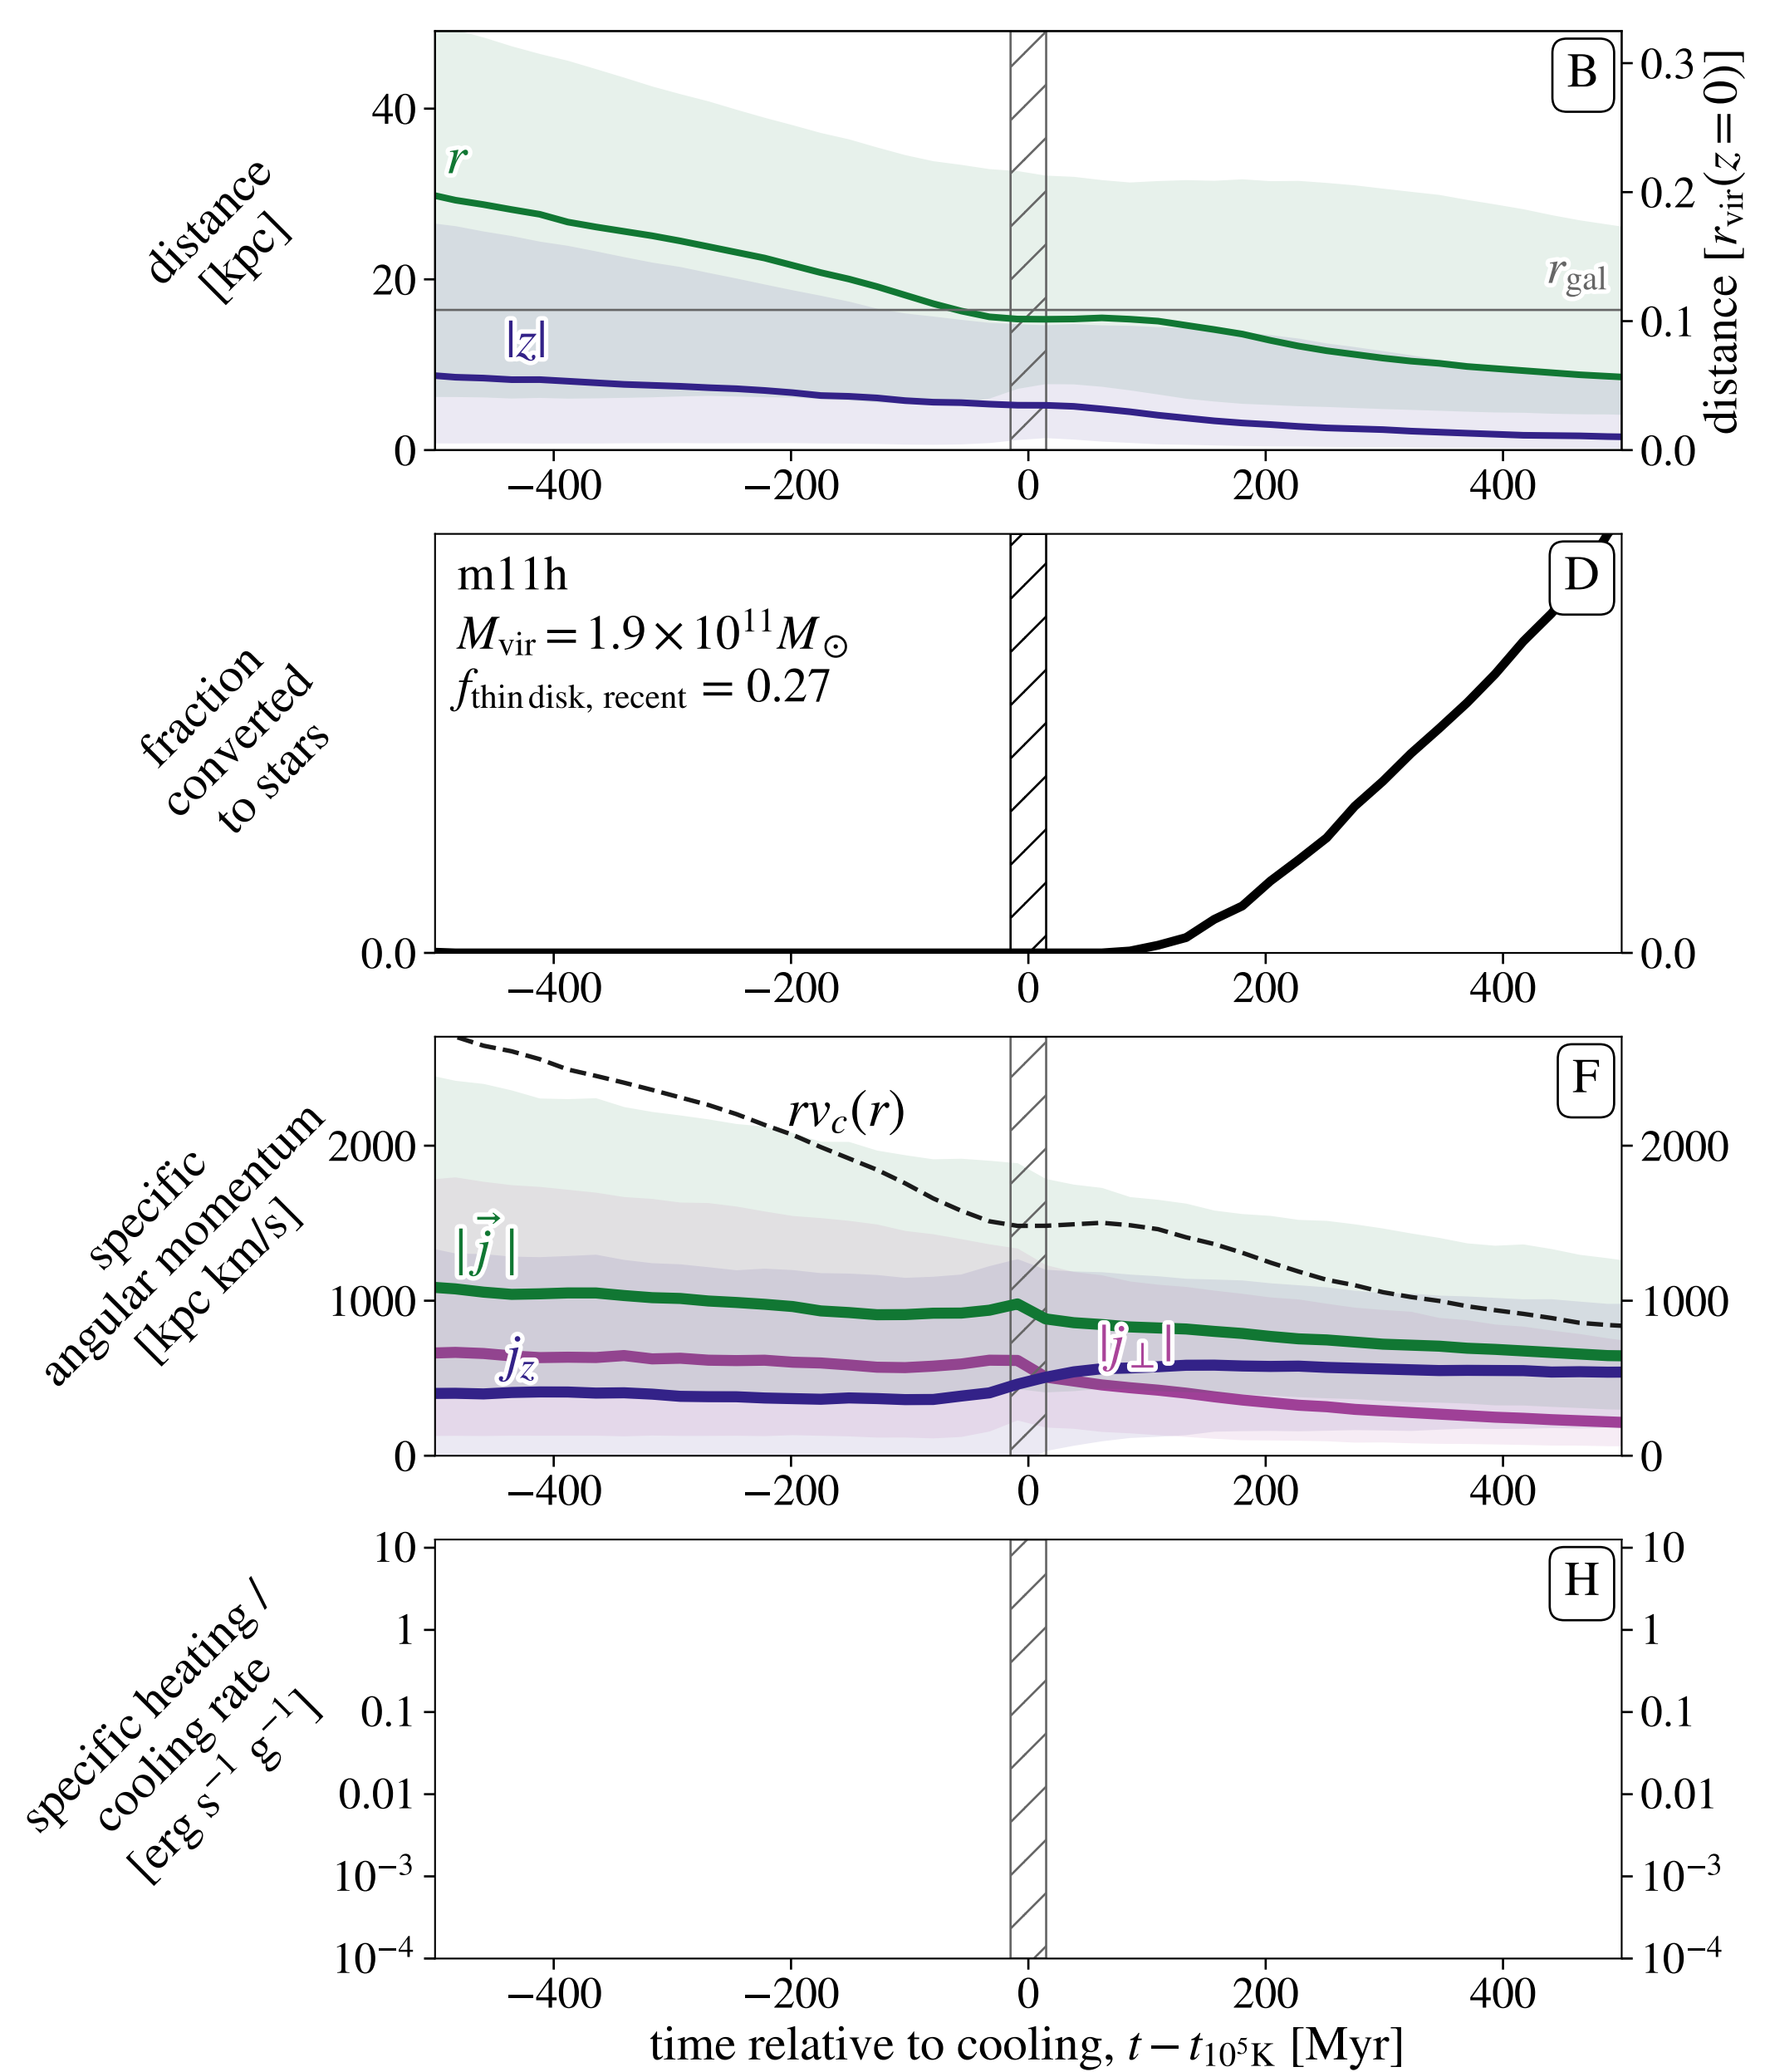 B
distance
[kpc]
40
20
0
r
|z|
r_gal
0.3
0.2
0.1
0.0
distance [r_vir(z=0)]
−400 −200 0 200 400
D
m11h
M_vir = 1.9 × 10^11 M_⊙
f_thin disk, recent = 0.27
fraction
converted
to stars
0.0
0.0
−400 −200 0 200 400
F
specific
angular momentum
[kpc km/s]
2000
1000
0
rv_c(r)
|j⃗|
j_z
|j_⊥|
2000
1000
0
−400 −200 0 200 400
H
specific heating /
cooling rate
[erg s^−1 g^−1]
10
1
0.1
0.01
10^−3
10^−4
10
1
0.1
0.01
10^−3
10^−4
−400 −200 0 200 400
time relative to cooling, t − t_10^5K [Myr]